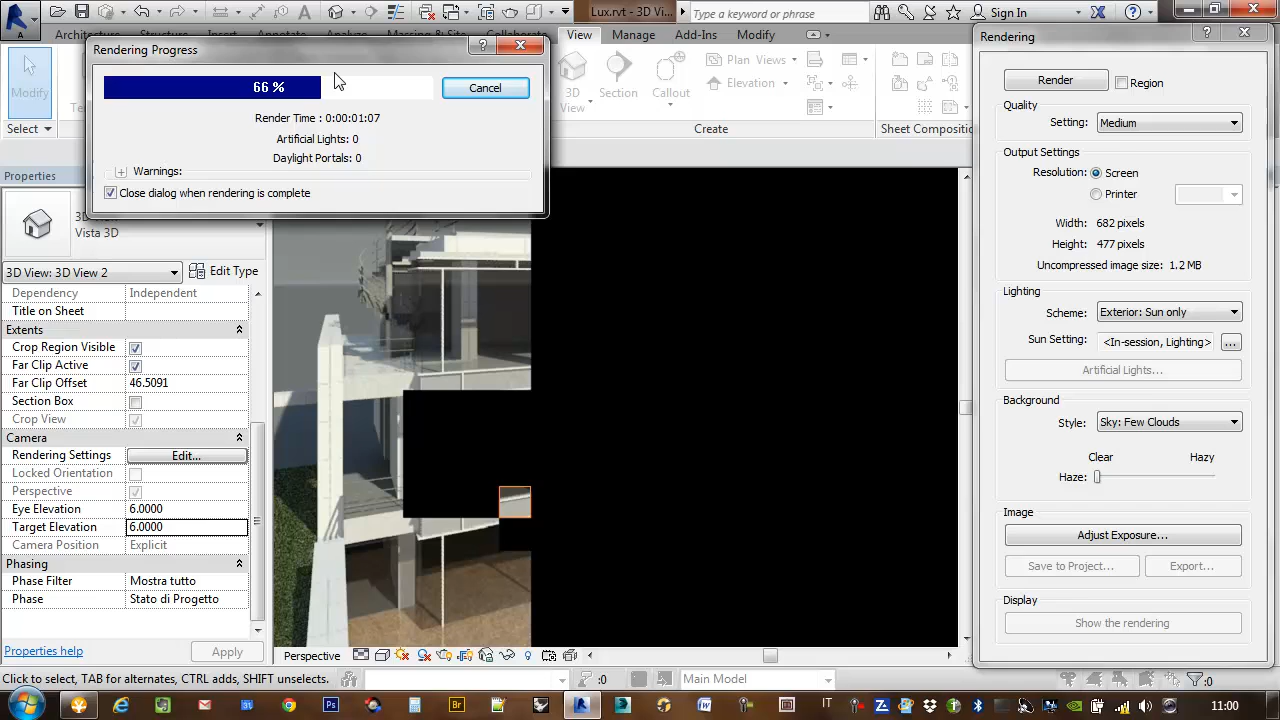 Lux.rvt - 3D Vi...
Type a keyword or phrase
Sign In
Architecture
Structure
Insert
Annotate
Analyze
Massing & Site
Collaborate
View
Manage
Add-Ins
Modify
Modify
Select
3D
View
Section
Callout
Plan Views
Elevation
Create
Sheet Compositio
Rendering Progress
66 %
Cancel
Render Time : 0:00:01:07
Artificial Lights: 0
Daylight Portals: 0
Warnings:
Close dialog when rendering is complete
Properties
Vista 3D
3D View: 3D View 2
Edit Type
Dependency Independent
Title on Sheet
Extents
Crop Region Visible
Far Clip Active
Far Clip Offset 46.5091
Section Box
Crop View
Camera
Rendering Settings Edit...
Locked Orientation
Perspective
Eye Elevation 6.0000
Target Elevation 6.0000
Camera Position Explicit
Phasing
Phase Filter Mostra tutto
Phase Stato di Progetto
Properties help
Apply
Perspective
Click to select, TAB for alternates, CTRL adds, SHIFT unselects.
:0
Main Model
:0
Rendering
Render
Region
Quality
Setting: Medium
Output Settings
Resolution: Screen
Printer
Width: 682 pixels
Height: 477 pixels
Uncompressed image size: 1.2 MB
Lighting
Scheme: Exterior: Sun only
Sun Setting: <In-session, Lighting> ...
Artificial Lights...
Background
Style: Sky: Few Clouds
Clear Hazy
Haze:
Image
Adjust Exposure...
Save to Project... Export...
Display
Show the rendering
IT
11:00